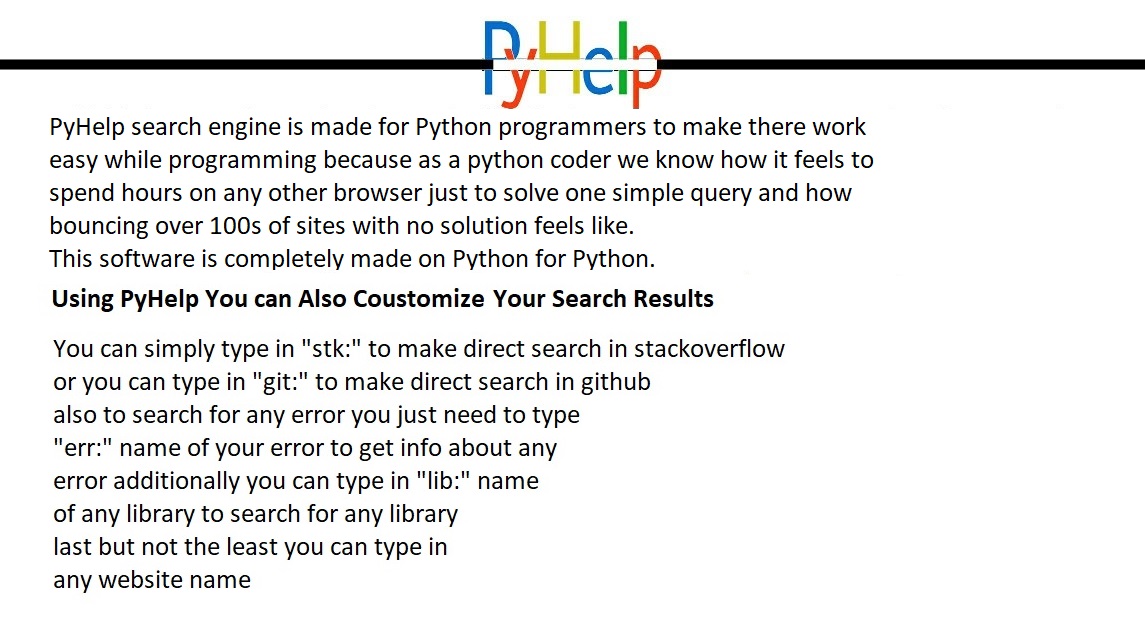 PyHelp
PyHelp search engine is made for Python programmers to make there work
easy while programming because as a python coder we know how it feels to
spend hours on any other browser just to solve one simple query and how
bouncing over 100s of sites with no solution feels like.
This software is completely made on Python for Python.
Using PyHelp You can Also Coustomize Your Search Results
You can simply type in "stk:" to make direct search in stackoverflow
or you can type in "git:" to make direct search in github
also to search for any error you just need to type
"err:" name of your error to get info about any
error additionally you can type in "lib:" name
of any library to search for any library
last but not the least you can type in
any website name